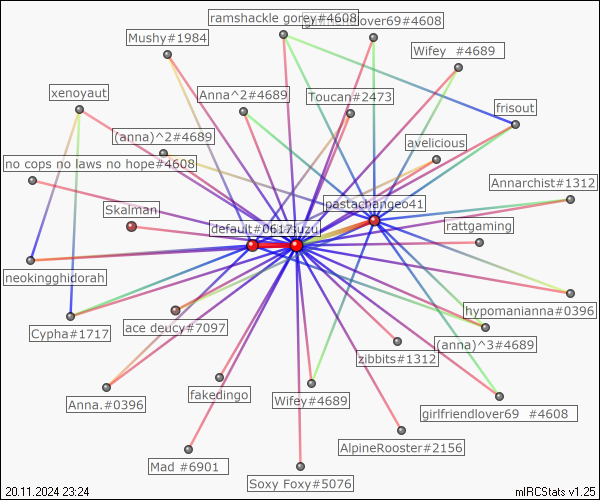 ramshackle gorey#4608
girlfriendlover69#4608
Mushy#1984
Wifey  #4689
xenoyaut
Anna^2#4689
Toucan#2473
frisout
(anna)^2#4689
avelicious
no cops no laws no hope#4608
Annarchist#1312
Skalman
pastachangeo41
default#0617
suzu
rattgaming
neokingghidorah
hypomanianna#0396
Cypha#1717
ace deucy#7097
(anna)^3#4689
zibbits#1312
fakedingo
Wifey#4689
Anna.#0396
girlfriendlover69  #4608
AlpineRooster#2156
Mad #6901
Soxy Foxy#5076
20.11.2024 23:24
mIRCStats v1.25